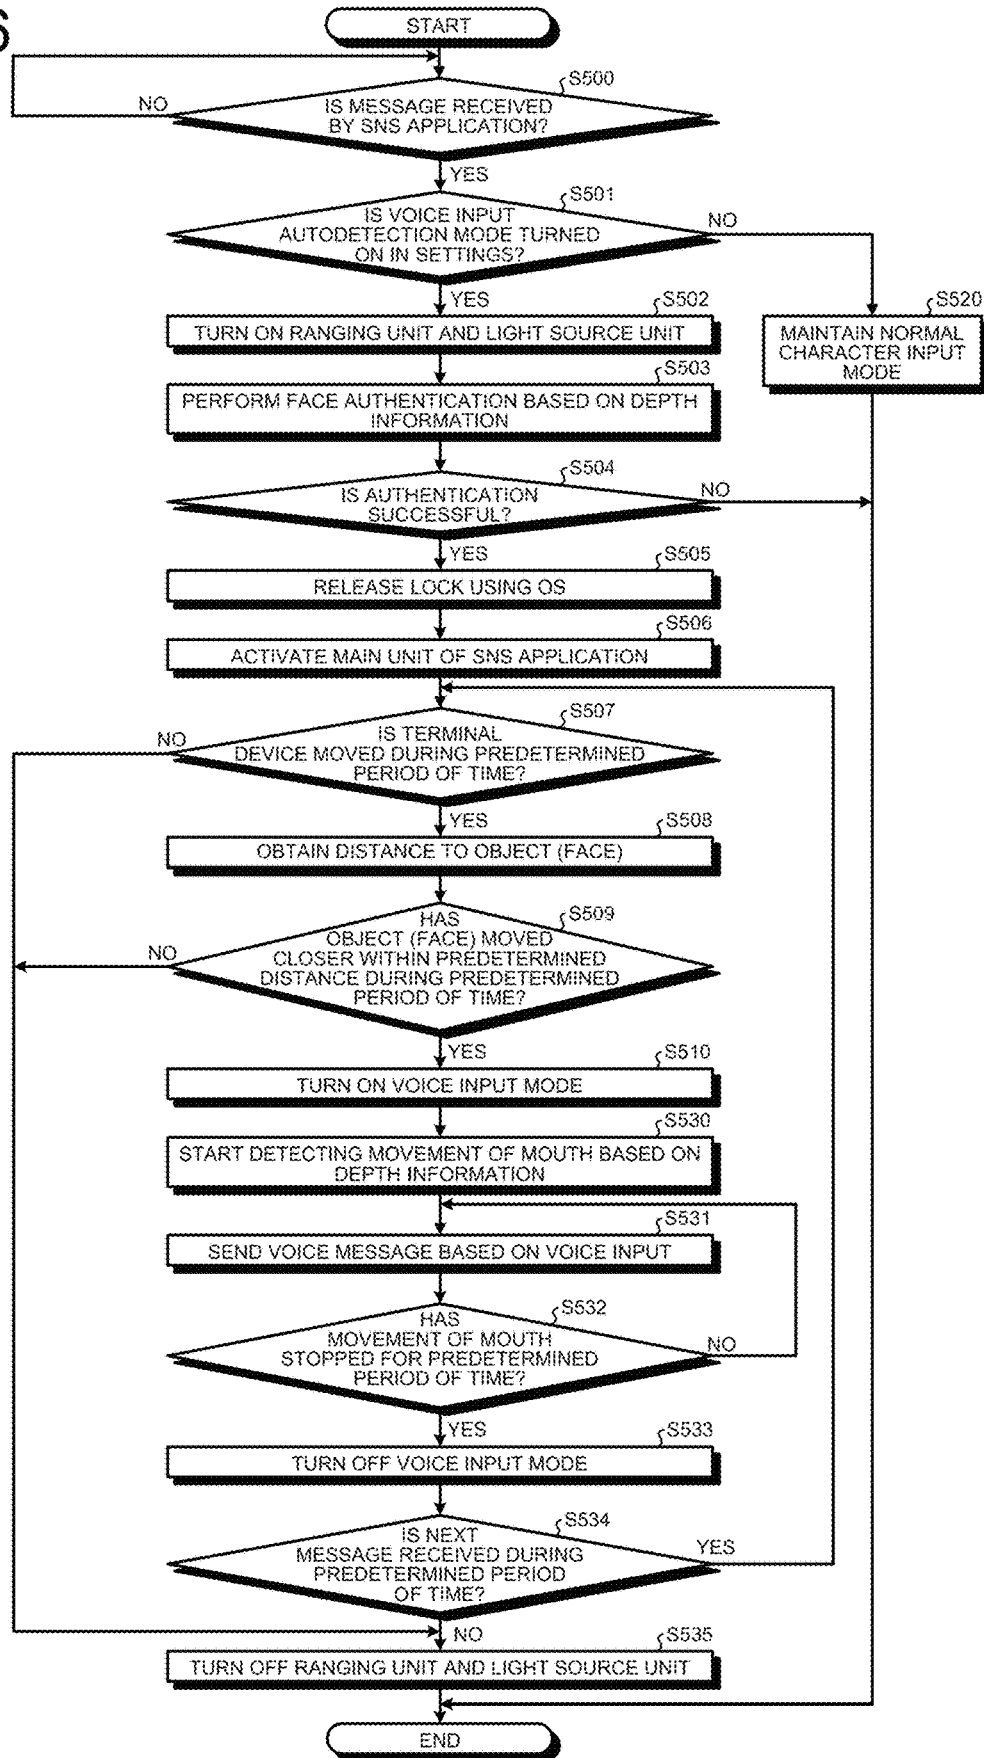 6
START
S500
NO
IS MESSAGE RECEIVED
BY SNS APPLICATION?
YES
S501
IS VOICE INPUT
AUTODETECTION MODE TURNED
ON IN SETTINGS?
NO
YES
S502
TURN ON RANGING UNIT AND LIGHT SOURCE UNIT
S520
MAINTAIN NORMAL
CHARACTER INPUT
MODE
S503
PERFORM FACE AUTHENTICATION BASED ON DEPTH
INFORMATION
S504
IS AUTHENTICATION
SUCCESSFUL?
NO
YES
S505
RELEASE LOCK USING OS
S506
ACTIVATE MAIN UNIT OF SNS APPLICATION
S507
NO
IS TERMINAL
DEVICE MOVED DURING PREDETERMINED
PERIOD OF TIME?
YES
S508
OBTAIN DISTANCE TO OBJECT (FACE)
S509
NO
HAS
OBJECT (FACE) MOVED
CLOSER WITHIN PREDETERMINED
DISTANCE DURING PREDETERMINED
PERIOD OF TIME?
YES
S510
TURN ON VOICE INPUT MODE
S530
START DETECTING MOVEMENT OF MOUTH BASED ON
DEPTH INFORMATION
S531
SEND VOICE MESSAGE BASED ON VOICE INPUT
S532
HAS
MOVEMENT OF MOUTH
STOPPED FOR PREDETERMINED
PERIOD OF TIME?
NO
YES
S533
TURN OFF VOICE INPUT MODE
S534
IS NEXT
MESSAGE RECEIVED DURING
PREDETERMINED PERIOD
OF TIME?
YES
NO
S535
TURN OFF RANGING UNIT AND LIGHT SOURCE UNIT
END